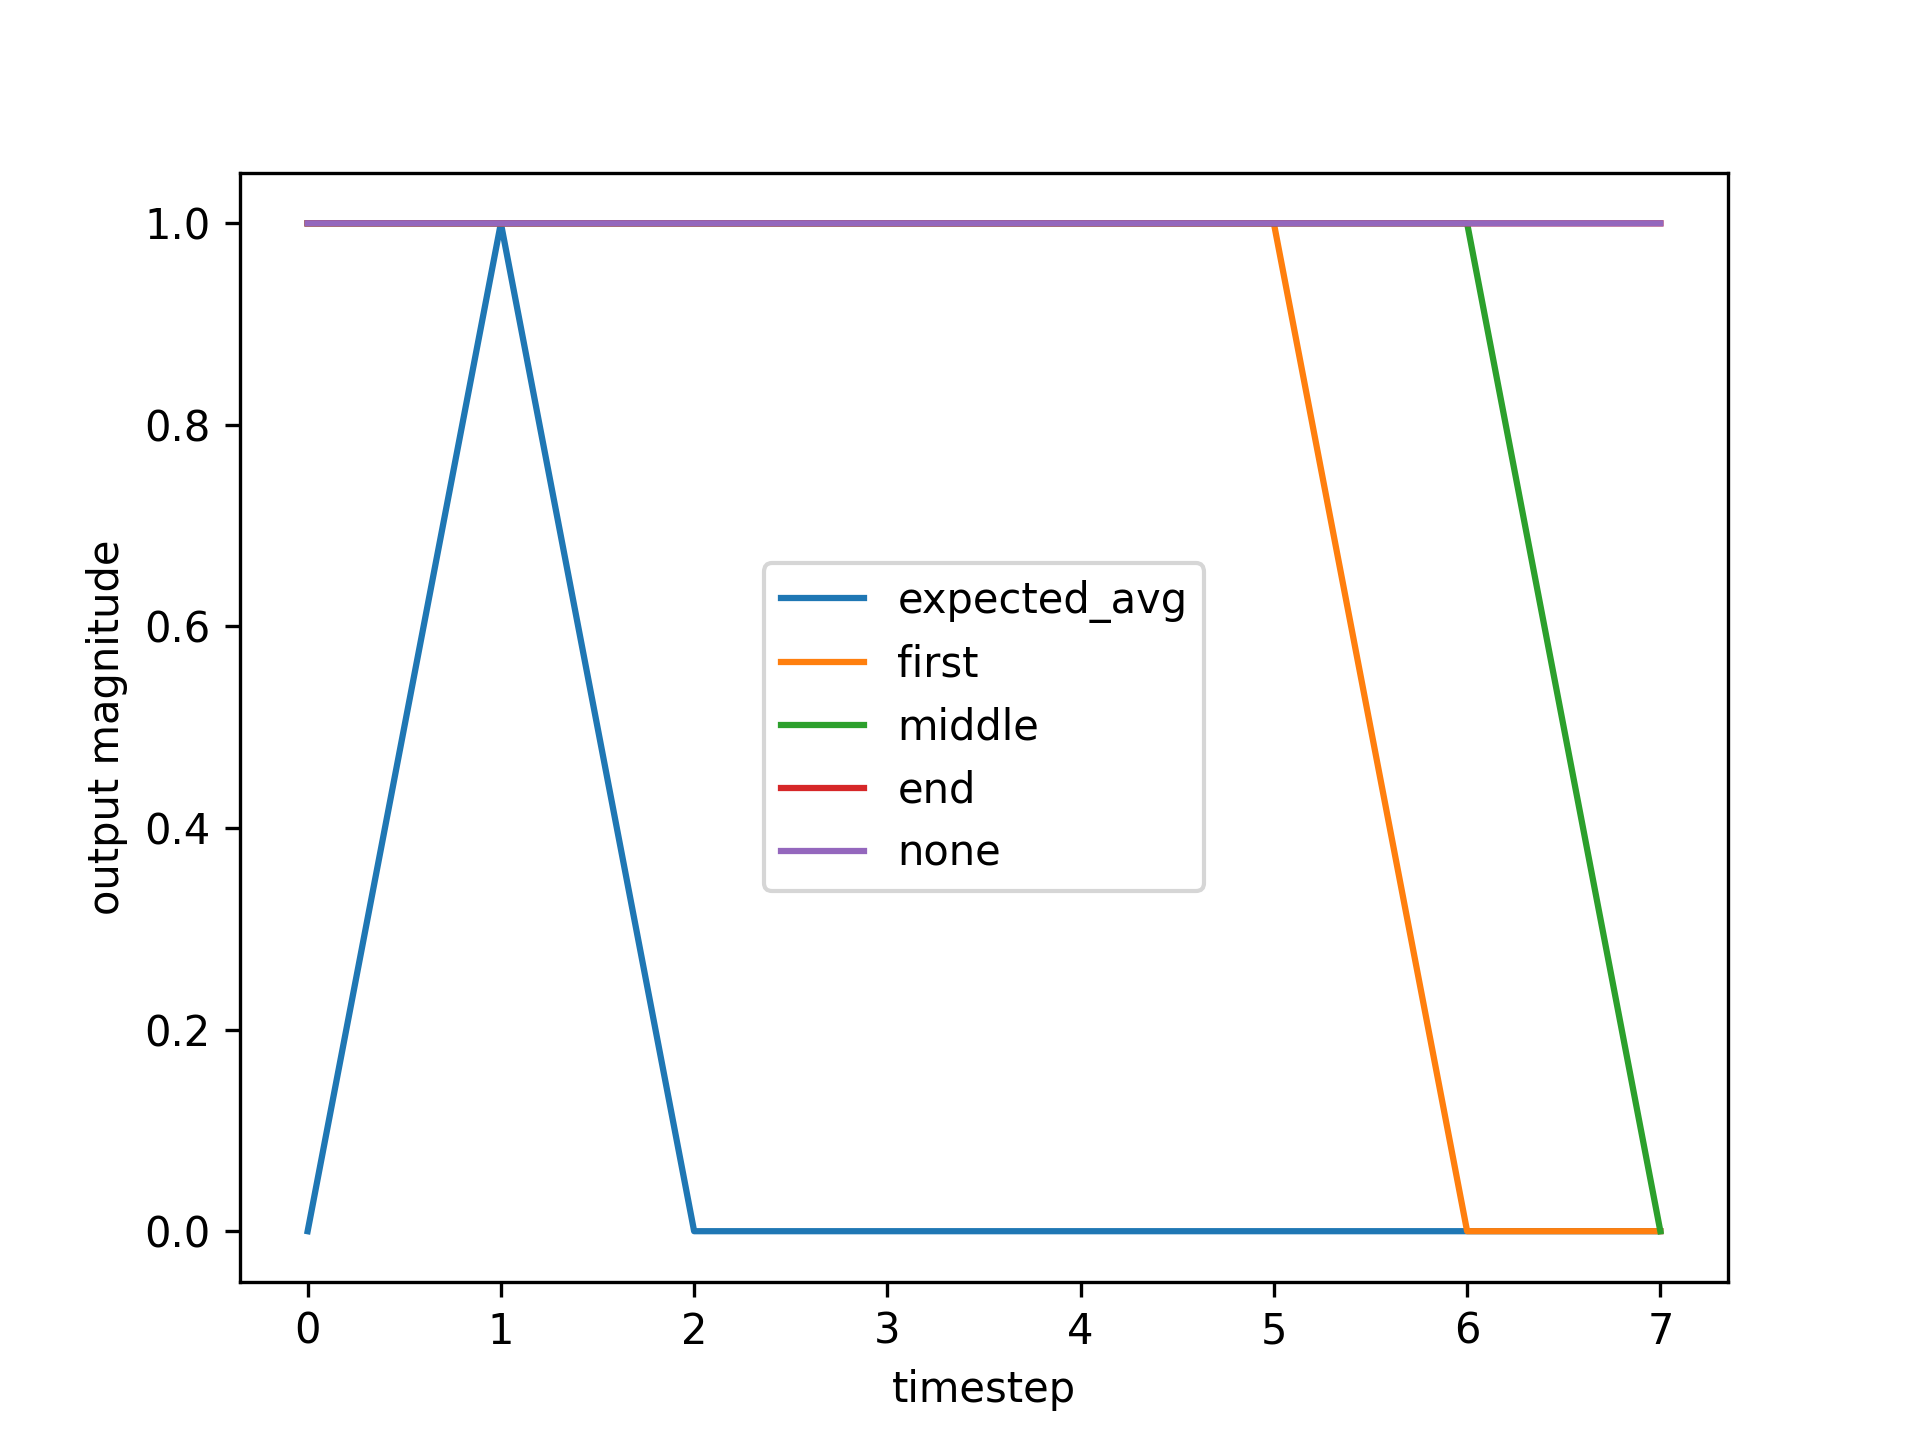 1.0
0.8
0.6
0.4
0.2
0.0
output magnitude
expected_avg
first
middle
end
none
0 1 2 3 4 5 6 7
timestep